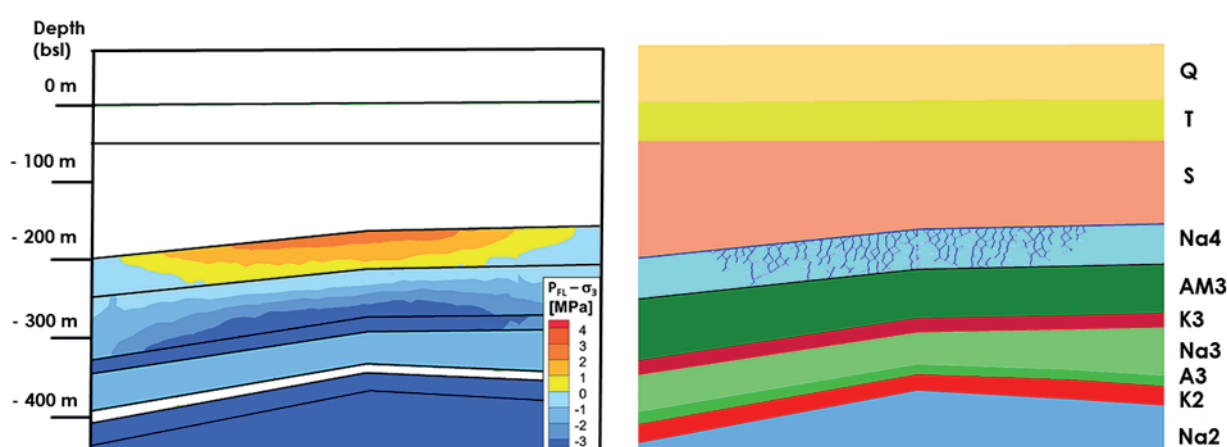 Depth
(bsl)
0 m
- 100 m
- 200 m
- 300 m
- 400 m
P_FL – σ_3
[MPa]
4
3
2
1
0
-1
-2
-3
Q
T
S
Na4
AM3
K3
Na3
A3
K2
Na2